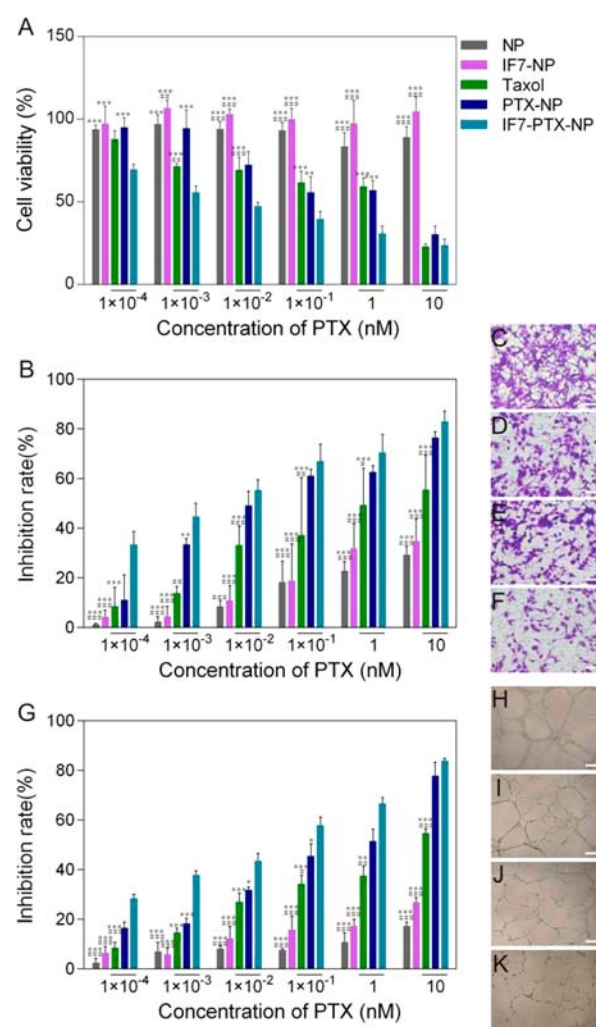 A
150
100
50
0
Cell viability (%)
NP
IF7-NP
Taxol
PTX-NP
IF7-PTX-NP
1×10⁻⁴ 1×10⁻³ 1×10⁻² 1×10⁻¹ 1 10
Concentration of PTX (nM)
B
100
80
60
40
20
0
Inhibition rate(%)
1×10⁻⁴ 1×10⁻³ 1×10⁻² 1×10⁻¹ 1 10
Concentration of PTX (nM)
C
D
E
F
G
100
80
60
40
20
0
Inhibition rate(%)
1×10⁻⁴ 1×10⁻³ 1×10⁻² 1×10⁻¹ 1 10
Concentration of PTX (nM)
H
I
J
K